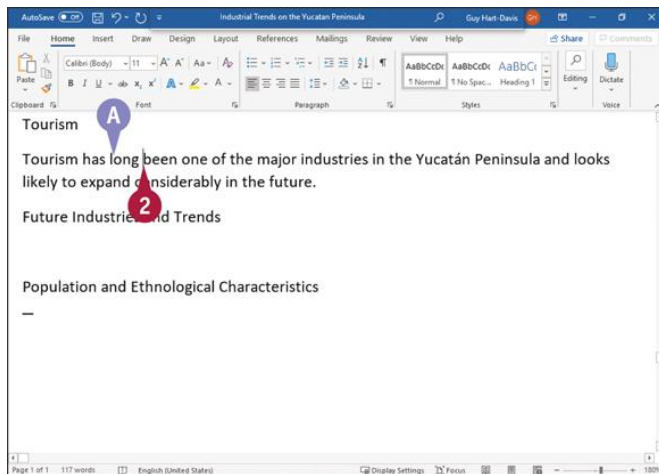 AutoSave Off
Industrial Trends on the Yucatan Peninsula
Guy Hart-Davis
File Home Insert Draw Design Layout References Mailings Review View Help Share Comments
Calibri (Body) 11 A A Aa
AaBbCcDc AaBbCcDc AaBbCc
Paste
B I U ab x x A A
¶ Normal ¶ No Spac... Heading 1
Editing Dictate
Clipboard Font Paragraph Styles Voice
A
Tourism
Tourism has long been one of the major industries in the Yucatán Peninsula and looks
likely to expand considerably in the future.
2
Future Industries and Trends
Population and Ethnological Characteristics
Page 1 of 1 117 words English (United States) Display Settings Focus 180%